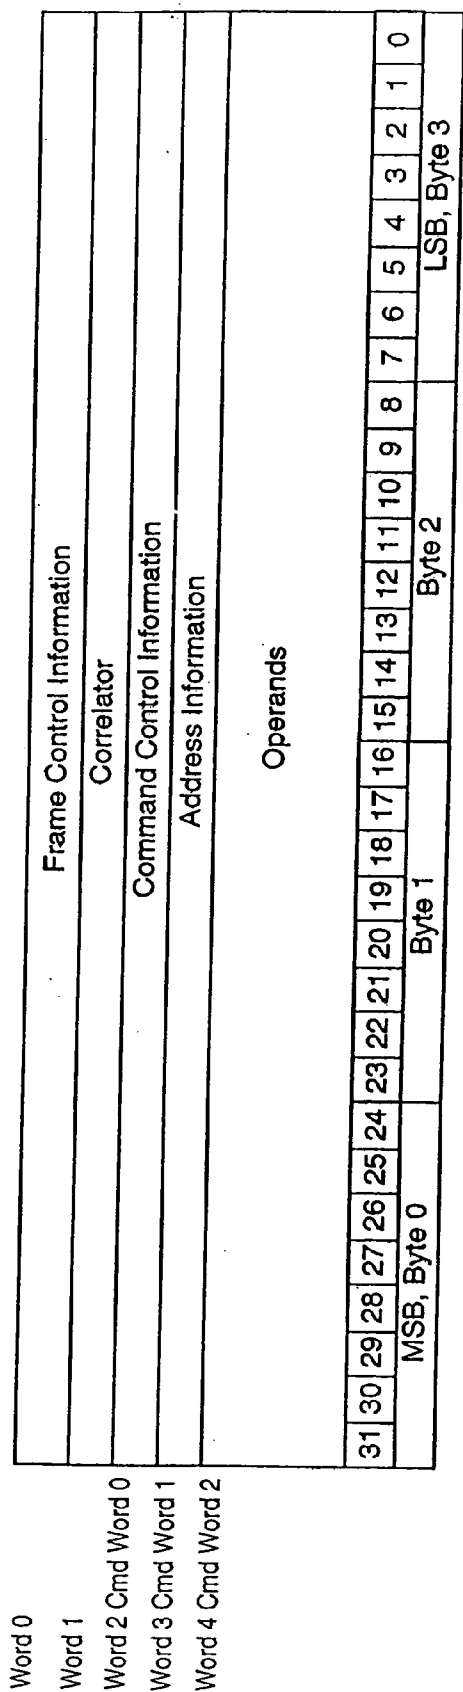 Word 0
Frame Control Information
Word 1
Correlator
Word 2 Cmd Word 0
Command Control Information
Word 3 Cmd Word 1
Address Information
Word 4 Cmd Word 2
Operands
31 30 29 28 27 26 25 24 23 22 21 20 19 18 17 16 15 14 13 12 11 10 9 8 7 6 5 4 3 2 1 0
MSB, Byte 0 Byte 1 Byte 2 LSB, Byte 3